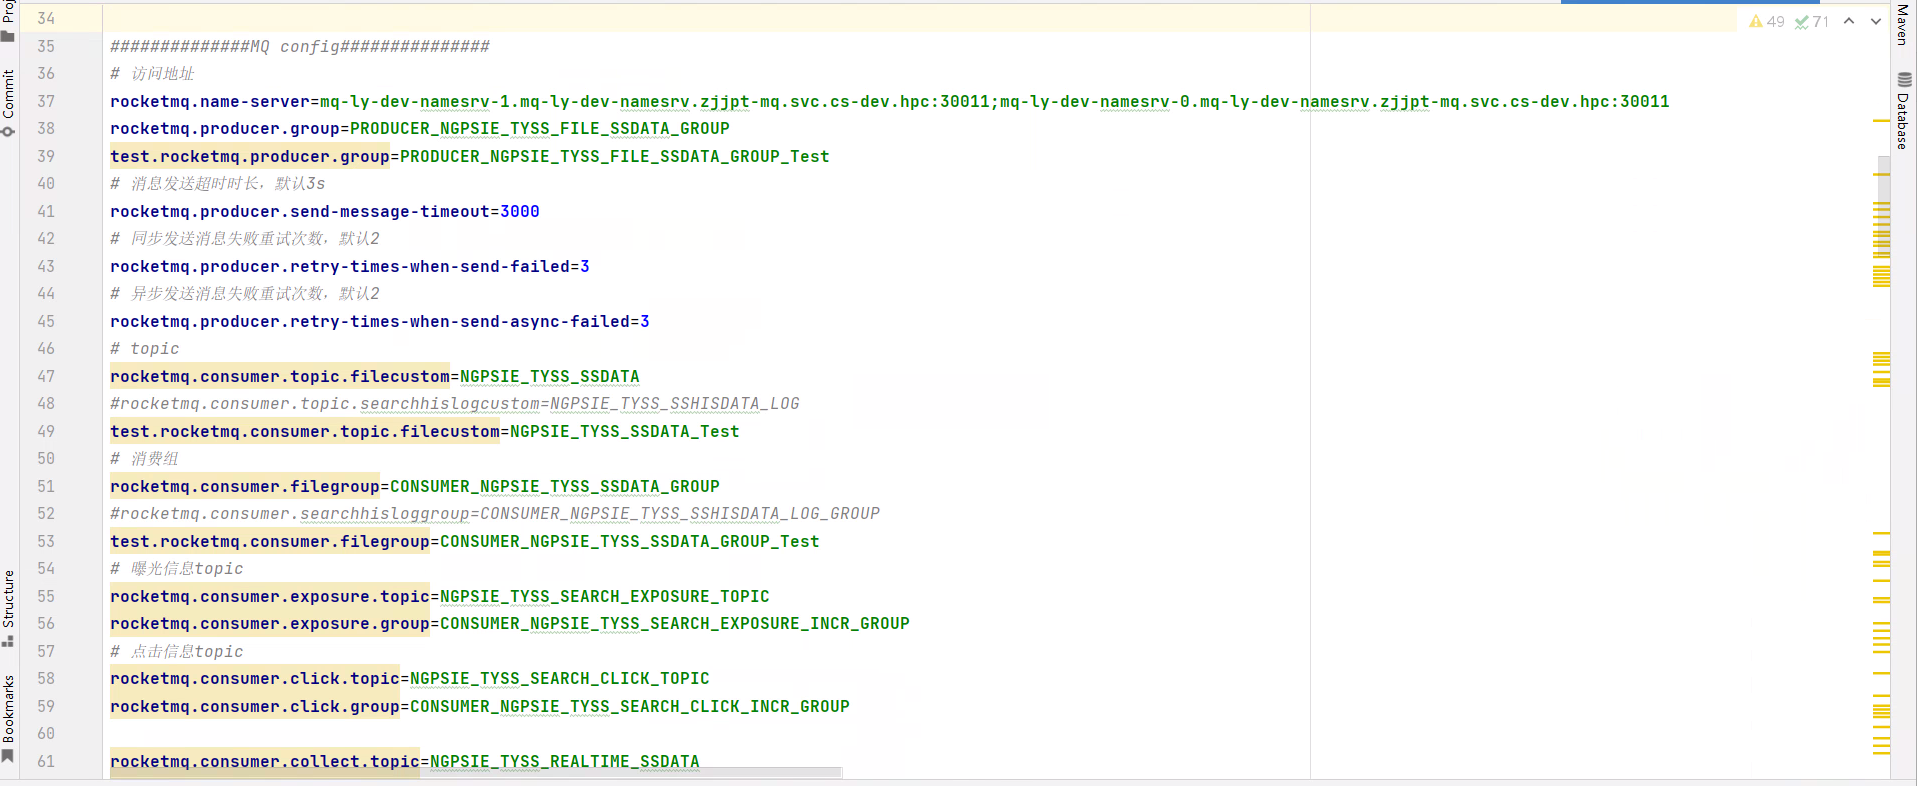 34
49 71
35 ##############MQ config###############
36 # 访问地址
37 rocketmq.name-server=mq-ly-dev-namesrv-1.mq-ly-dev-namesrv.zjjpt-mq.svc.cs-dev.hpc:30011;mq-ly-dev-namesrv-0.mq-ly-dev-namesrv.zjjpt-mq.svc.cs-dev.hpc:30011
38 rocketmq.producer.group=PRODUCER_NGPSIE_TYSS_FILE_SSDATA_GROUP
39 test.rocketmq.producer.group=PRODUCER_NGPSIE_TYSS_FILE_SSDATA_GROUP_Test
40 # 消息发送超时时长，默认3s
41 rocketmq.producer.send-message-timeout=3000
42 # 同步发送消息失败重试次数，默认2
43 rocketmq.producer.retry-times-when-send-failed=3
44 # 异步发送消息失败重试次数，默认2
45 rocketmq.producer.retry-times-when-send-async-failed=3
46 # topic
47 rocketmq.consumer.topic.filecustom=NGPSIE_TYSS_SSDATA
48 #rocketmq.consumer.topic.searchhislogcustom=NGPSIE_TYSS_SSHISDATA_LOG
49 test.rocketmq.consumer.topic.filecustom=NGPSIE_TYSS_SSDATA_Test
50 # 消费组
51 rocketmq.consumer.filegroup=CONSUMER_NGPSIE_TYSS_SSDATA_GROUP
52 #rocketmq.consumer.searchhisloggroup=CONSUMER_NGPSIE_TYSS_SSHISDATA_LOG_GROUP
53 test.rocketmq.consumer.filegroup=CONSUMER_NGPSIE_TYSS_SSDATA_GROUP_Test
54 # 曝光信息topic
55 rocketmq.consumer.exposure.topic=NGPSIE_TYSS_SEARCH_EXPOSURE_TOPIC
56 rocketmq.consumer.exposure.group=CONSUMER_NGPSIE_TYSS_SEARCH_EXPOSURE_INCR_GROUP
57 # 点击信息topic
58 rocketmq.consumer.click.topic=NGPSIE_TYSS_SEARCH_CLICK_TOPIC
59 rocketmq.consumer.click.group=CONSUMER_NGPSIE_TYSS_SEARCH_CLICK_INCR_GROUP
60
61 rocketmq.consumer.collect.topic=NGPSIE_TYSS_REALTIME_SSDATA
Commit
Structure
Bookmarks
Maven
Database